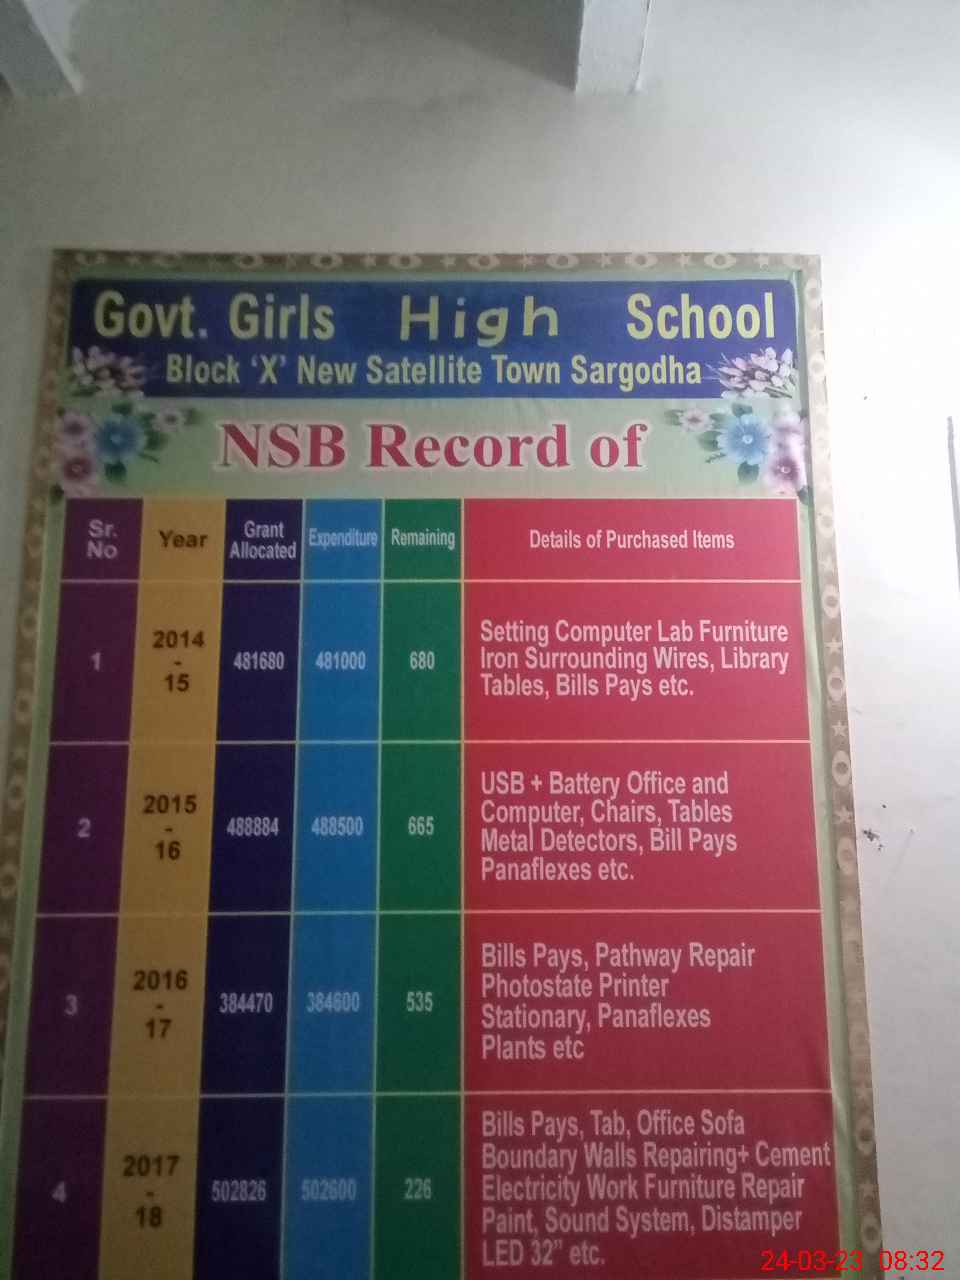 Govt. Girls High School
Block ‘X’ New Satellite Town Sargodha
NSB Record of
Sr. No
Year
Grant Allocated
Expenditure
Remaining
Details of Purchased Items
1
2014
-
15
481680
481000
680
Setting Computer Lab Furniture
Iron Surrounding Wires, Library
Tables, Bills Pays etc.
2
2015
-
16
488884
488500
665
USB + Battery Office and
Computer, Chairs, Tables
Metal Detectors, Bill Pays
Panaflexes etc.
3
2016
-
17
384470
384600
535
Bills Pays, Pathway Repair
Photostate Printer
Stationary, Panaflexes
Plants etc
4
2017
-
18
502826
502600
226
Bills Pays, Tab, Office Sofa
Boundary Walls Repairing+ Cement
Electricity Work Furniture Repair
Paint, Sound System, Distamper
LED 32” etc.
24-03-23 08:32